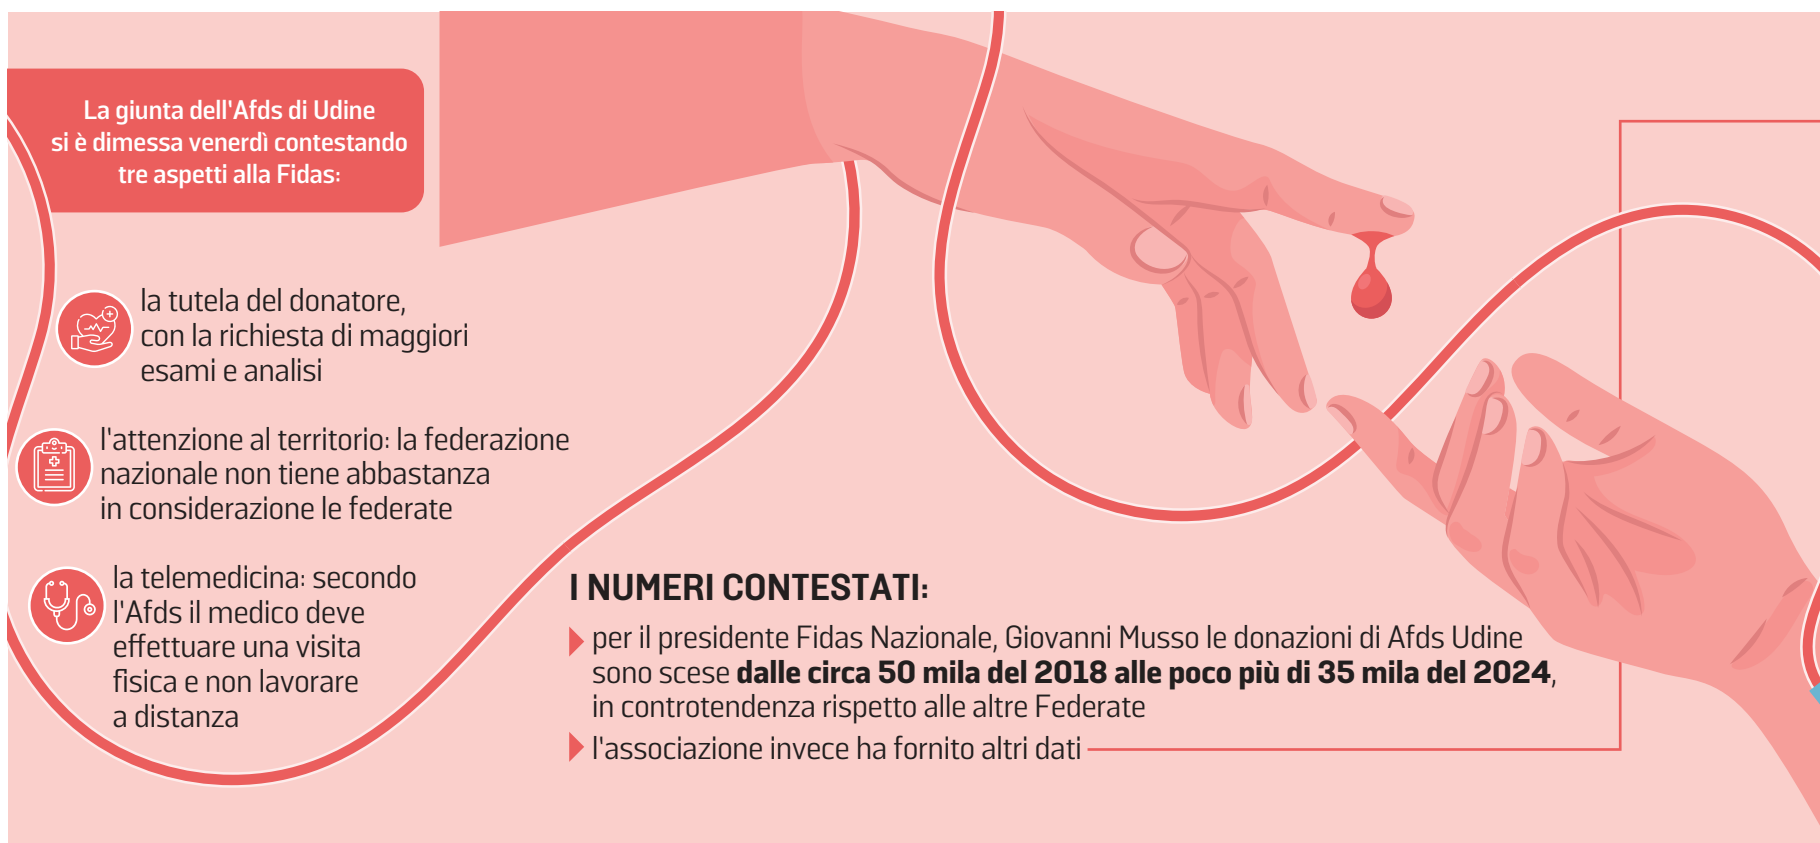 La giunta dell'Afds di Udine
si è dimessa venerdì contestando
tre aspetti alla Fidas:
la tutela del donatore,
con la richiesta di maggiori
esami e analisi
l'attenzione al territorio: la federazione
nazionale non tiene abbastanza
in considerazione le federate
la telemedicina: secondo
l'Afds il medico deve
effettuare una visita
fisica e non lavorare
a distanza
I NUMERI CONTESTATI:
per il presidente Fidas Nazionale, Giovanni Musso le donazioni di Afds Udine
sono scese dalle circa 50 mila del 2018 alle poco più di 35 mila del 2024,
in controtendenza rispetto alle altre Federate
l'associazione invece ha fornito altri dati